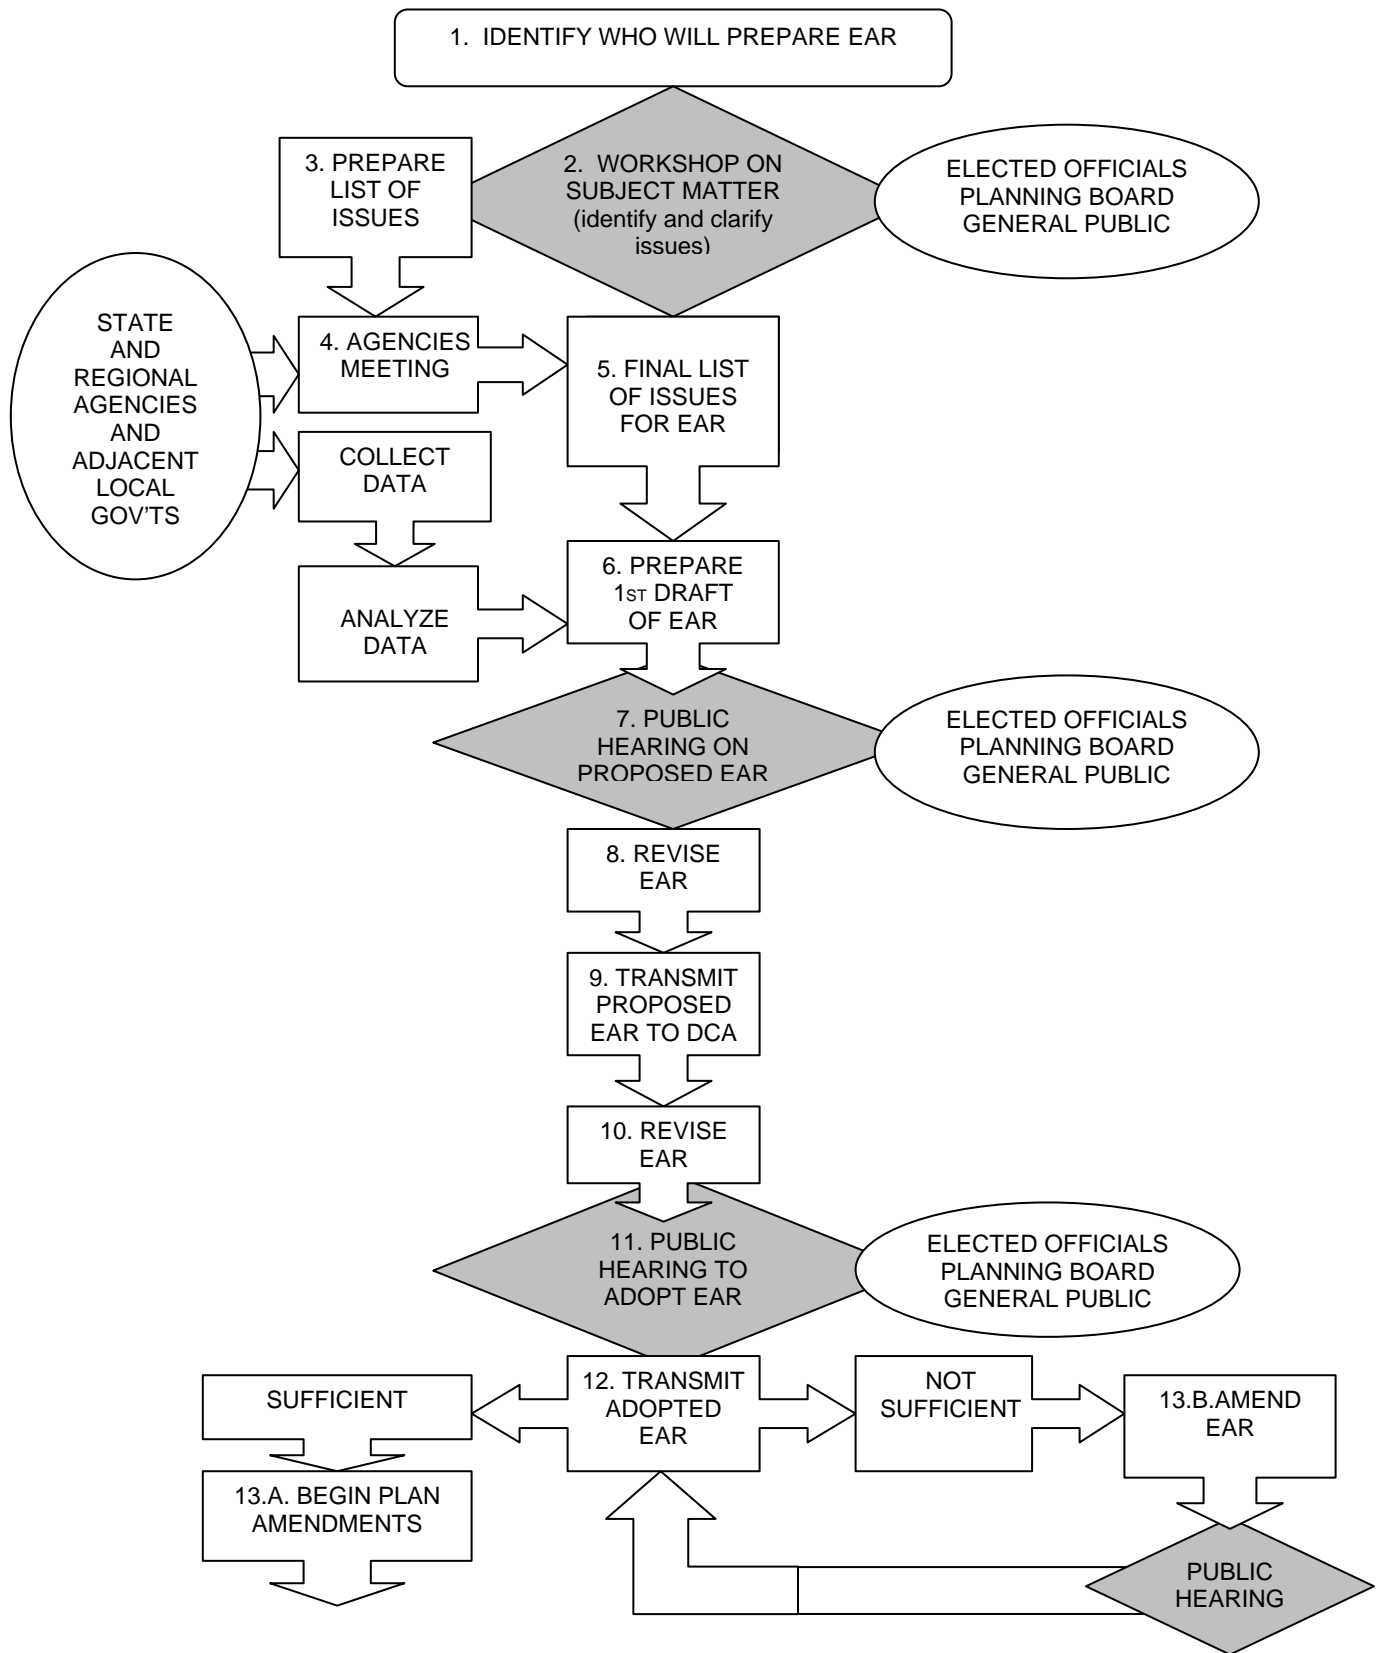 1. IDENTIFY WHO WILL PREPARE EAR
2. WORKSHOP ON
SUBJECT MATTER
(identify and clarify
issues)
ELECTED OFFICIALS
PLANNING BOARD
GENERAL PUBLIC
3. PREPARE
LIST OF
ISSUES
STATE
AND
REGIONAL
AGENCIES
AND
ADJACENT
LOCAL
GOV'TS
4. AGENCIES
MEETING
5. FINAL LIST
OF ISSUES
FOR EAR
COLLECT
DATA
ANALYZE
DATA
6. PREPARE
1ST DRAFT
OF EAR
7. PUBLIC
HEARING ON
PROPOSED EAR
ELECTED OFFICIALS
PLANNING BOARD
GENERAL PUBLIC
8. REVISE
EAR
9. TRANSMIT
PROPOSED
EAR TO DCA
10. REVISE
EAR
11. PUBLIC
HEARING TO
ADOPT EAR
ELECTED OFFICIALS
PLANNING BOARD
GENERAL PUBLIC
12. TRANSMIT
ADOPTED
EAR
SUFFICIENT
13.A. BEGIN PLAN
AMENDMENTS
NOT
SUFFICIENT
13.B.AMEND
EAR
PUBLIC
HEARING